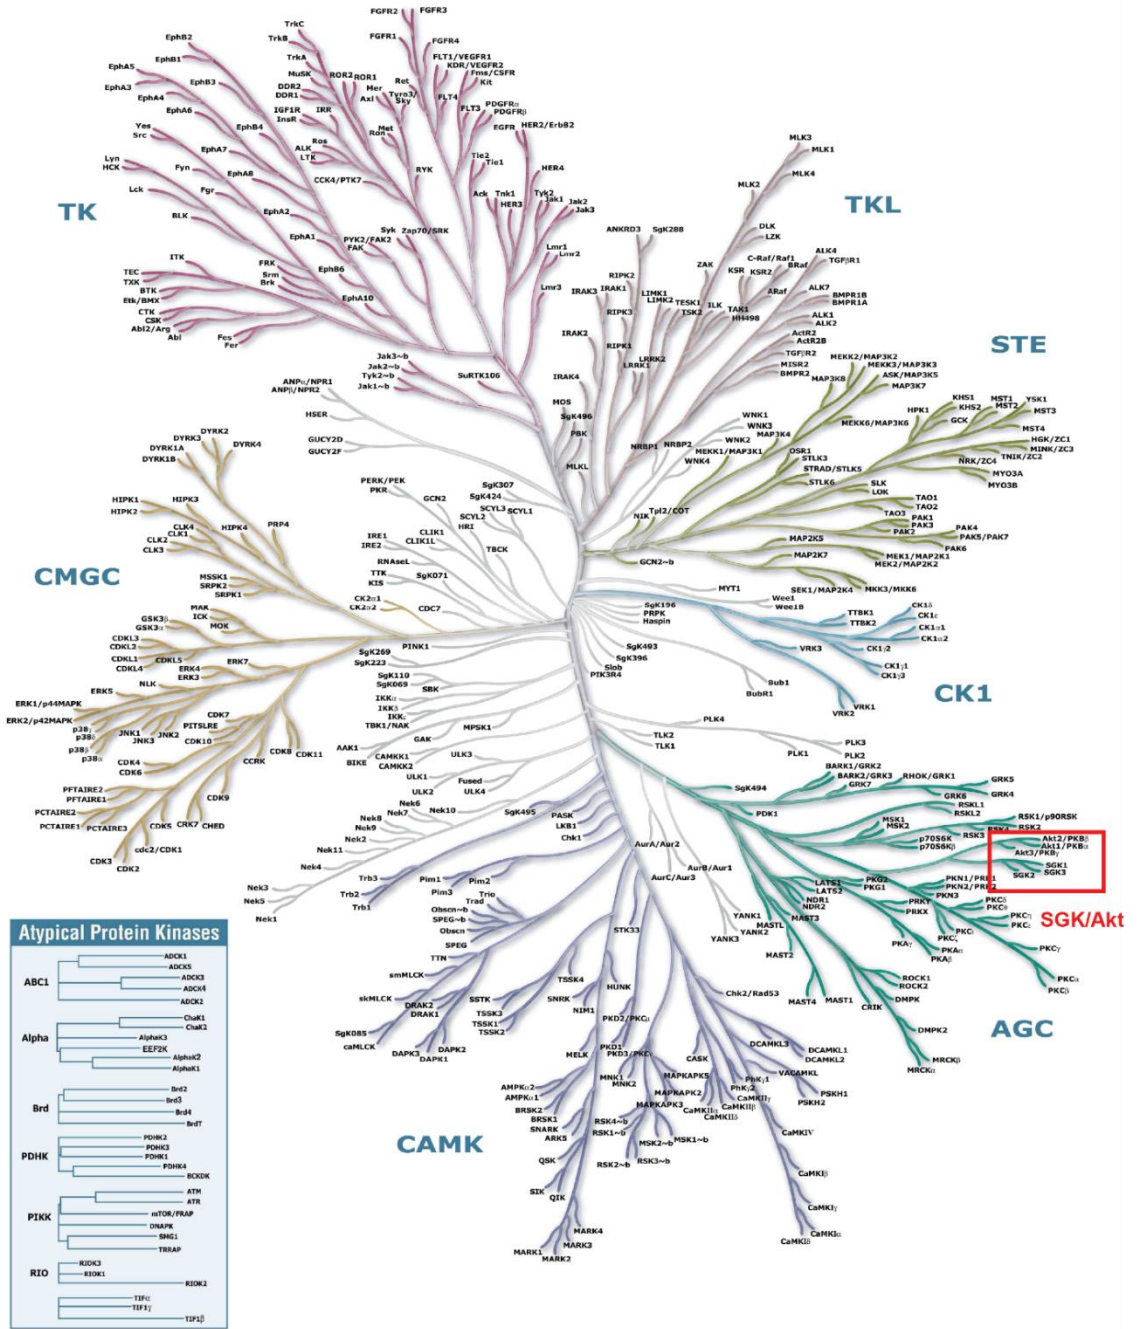 FGFR2 FGFR3
TrkC
EphB2
TrkB
FGFR1
FGFR4
EphB1
TrkA
FLT1/VEGFR1
KDR/VEGFR2
EphA5
MuSK
ROR2 ROR1
Mer
Ret
Fms/CSFR
Kit
EphA3
EphB3
DDR2
DDR1
Axl
Tyro3/
Sky
FLT4
EphA4
IGF1R
IRR
FLT3
PDGFRα
PDGFRβ
EphA6
InsR
Met
EGFR
HER2/ErbB2
Yes
Src
EphB4
Ros
Ron
MLK3
MLK1
EphA7
ALK
LTK
Tie2
Tie1
Lyn
HCK
Fyn
EphA8
CCK4/PTK7
RYK
HER4
MLK4
Lck
Fgr
Ack
Tnk1
HER3
Tyk2
Jak1
Jak2
Jak3
MLK2
TK
BLK
EphA2
TKL
Syk
Zap70/SRK
ANKRD3
SgK288
DLK
LZK
EphA1
PYK2/FAK2
FAK
Lmr1
Lmr2
ITK
FRK
Srm
Brk
EphB6
C-Raf/Raf1
KSR
KSR2
BRaf
ALK4
TGFβR1
ZAK
TEC
TXK
RIPK2
IRAK3
IRAK1
LIMK1
LIMK2
TESK1
TSK2
ILK
ARaf
BTK
Etk/BMX
EphA10
Lmr3
RIPK3
TAK1
HH498
ALK7
BMPR1B
BMPR1A
CTK
CSK
Abl2/Arg
Abl
Fes
Fer
IRAK2
RIPK1
LRRK2
LRRK1
ALK1
ALK2
ActR2
ActR2B
TGFβR2
MISR2
BMPR2
STE
Jak3~b
Jak2~b
Tyk2~b
Jak1~b
SuRTK106
IRAK4
MEKK2/MAP3K2
MEKK3/MAP3K3
ASK/MAP3K5
MAP3K8
MAP3K7
ANPα/NPR1
ANPβ/NPR2
HSER
MOS
SgK496
PBK
WNK1
WNK3
WNK2
WNK4
NRBP1
NRBP2
MEKK6/MAP3K6
MAP3K4
MEKK1/MAP3K1
HPK1
KHS1
KHS2
GCK
MST1
MST2
YSK1
MST3
MST4
GUCY2D
GUCY2F
MLKL
OSR1
STLK3
STRAD/STLK5
STLK6
HGK/ZC1
MINK/ZC3
TNIK/ZC2
NRK/ZC4
MYO3A
MYO3B
DYRK2
DYRK3
DYRK4
DYRK1A
DYRK1B
PERK/PEK
PKR
GCN2
SgK307
SgK424
SCYL3
SCYL1
SCYL2
HRI
SLK
LOK
TAO1
TAO2
TAO3
NIK
Tpl2/COT
HIPK1
HIPK2
HIPK3
HIPK4
PRP4
CLK4
CLK1
CLK2
CLK3
IRE1
IRE2
CLIK1
CLIK1L
TBCK
PAK1
PAK3
PAK2
PAK4
PAK5/PAK7
PAK6
MAP2K5
MAP2K7
GCN2~b
MEK1/MAP2K1
MEK2/MAP2K2
SEK1/MAP2K4
MKK3/MKK6
RNAseL
TTK
KIS
SgK071
CMGC
MSSK1
SRPK2
SRPK1
CK2α1
CK2α2
CDC7
MYT1
Wee1
Wee1B
SgK196
PRPK
Haspin
TTBK1
TTBK2
CK1δ
CK1ε
CK1α1
CK1α2
CK1γ2
CK1γ1
CK1γ3
MAK
ICK
MOK
GSK3β
GSK3α
CDKL3
CDKL2
CDKL1
CDKL4
CDKL5
PINK1
SgK493
SgK396
Slob
PIK3R4
VRK3
Bub1
BubR1
VRK2
VRK1
CK1
ERK7
ERK4
ERK3
NLK
ERK5
ERK1/p44MAPK
ERK2/p42MAPK
p38γ
p38δ
p38β
p38α
JNK1
JNK3
JNK2
SgK269
SgK223
SgK110
SgK069
SBK
IKKα
IKKβ
IKKε
TBK1/NAK
MPSK1
GAK
AAK1
BIKE
CAMKK1
CAMKK2
ULK3
ULK1
ULK2
Fused
ULK4
CDK7
PITSLRE
CDK10
CDK8
CDK11
CCRK
CDK4
CDK6
CDK9
PFTAIRE2
PFTAIRE1
PCTAIRE2
PCTAIRE1
PCTAIRE3
CDK5
CRK7
CHED
cdc2/CDK1
CDK3
CDK2
PLK4
TLK2
TLK1
PLK1
PLK3
PLK2
SgK494
PDK1
BARK1/GRK2
BARK2/GRK3
RHOK/GRK1
GRK5
GRK7
GRK6
GRK4
RSKL1
RSKL2
RSK1/p90RSK
RSK2
RSK3
RSK4
MSK1
MSK2
p70S6K
p70S6Kβ
Akt2/PKBβ
Akt1/PKBα
Akt3/PKBγ
SGK1
SGK2
SGK3
SGK/Akt
Nek6
Nek10
Nek8
Nek7
Nek9
Nek2
Nek11
Nek4
Nek3
Nek5
Nek1
SgK495
PASK
LKB1
Chk1
AurA/Aur2
AurB/Aur1
AurC/Aur3
Trb3
Trb2
Trb1
Pim1
Pim2
Pim3
LATS1
LATS2
NDR1
NDR2
PKG2
PKG1
PKN1/PRK1
PKN2/PRK2
PKN3
PRKY
PRKX
PKCδ
PKCθ
PKCη
PKCε
PKCι
PKCζ
PKCγ
PKCα
PKCβ
PKAγ
PKAα
PKAβ
YANK1
YANK2
YANK3
MAST3
MASTL
MAST2
MAST4
MAST1
ROCK1
ROCK2
DMPK
CRIK
DMPK2
MRCKβ
MRCKα
AGC
Trio
Trad
Obscn~b
SPEG~b
Obscn
SPEG
STK33
TTN
smMLCK
skMLCK
SgK085
caMLCK
DRAK2
DRAK1
DAPK3
DAPK2
DAPK1
TSSK4
SSTK
TSSK3
TSSK1
TSSK2
SNRK
NIM1
HUNK
Chk2/Rad53
PKD2/PKCμ
PKD1
PKD3/PKCν
MELK
MNK1
MNK2
CASK
MAPKAPK5
MAPKAPK2
MAPKAPK3
DCAMKL3
DCAMKL1
DCAMKL2
VACAMKL
PhKγ1
PhKγ2
PSKH1
PSKH2
CaMKIIγ
CaMKIIα
CaMKIIβ
CaMKIIδ
AMPKα2
AMPKα1
BRSK2
BRSK1
SNARK
ARK5
QSK
SIK
QIK
RSK4~b
RSK1~b
MSK2~b
MSK1~b
RSK2~b
RSK3~b
CaMKIV
CaMKIβ
CaMKIγ
CaMKIα
CaMKIδ
MARK4
MARK3
MARK1
MARK2
CAMK
Atypical Protein Kinases
ABC1
ADCK1
ADCK5
ADCK3
ADCK4
ADCK2
Alpha
ChaK1
ChaK2
AlphaK3
EEF2K
AlphaK2
AlphaK1
Brd
Brd2
Brd3
Brd4
BrdT
PDHK
PDHK2
PDHK3
PDHK1
PDHK4
BCKDK
PIKK
ATM
ATR
mTOR/FRAP
DNAPK
SMG1
TRRAP
RIO
RIOK3
RIOK1
RIOK2
TIFα
TIF1γ
TIF1β